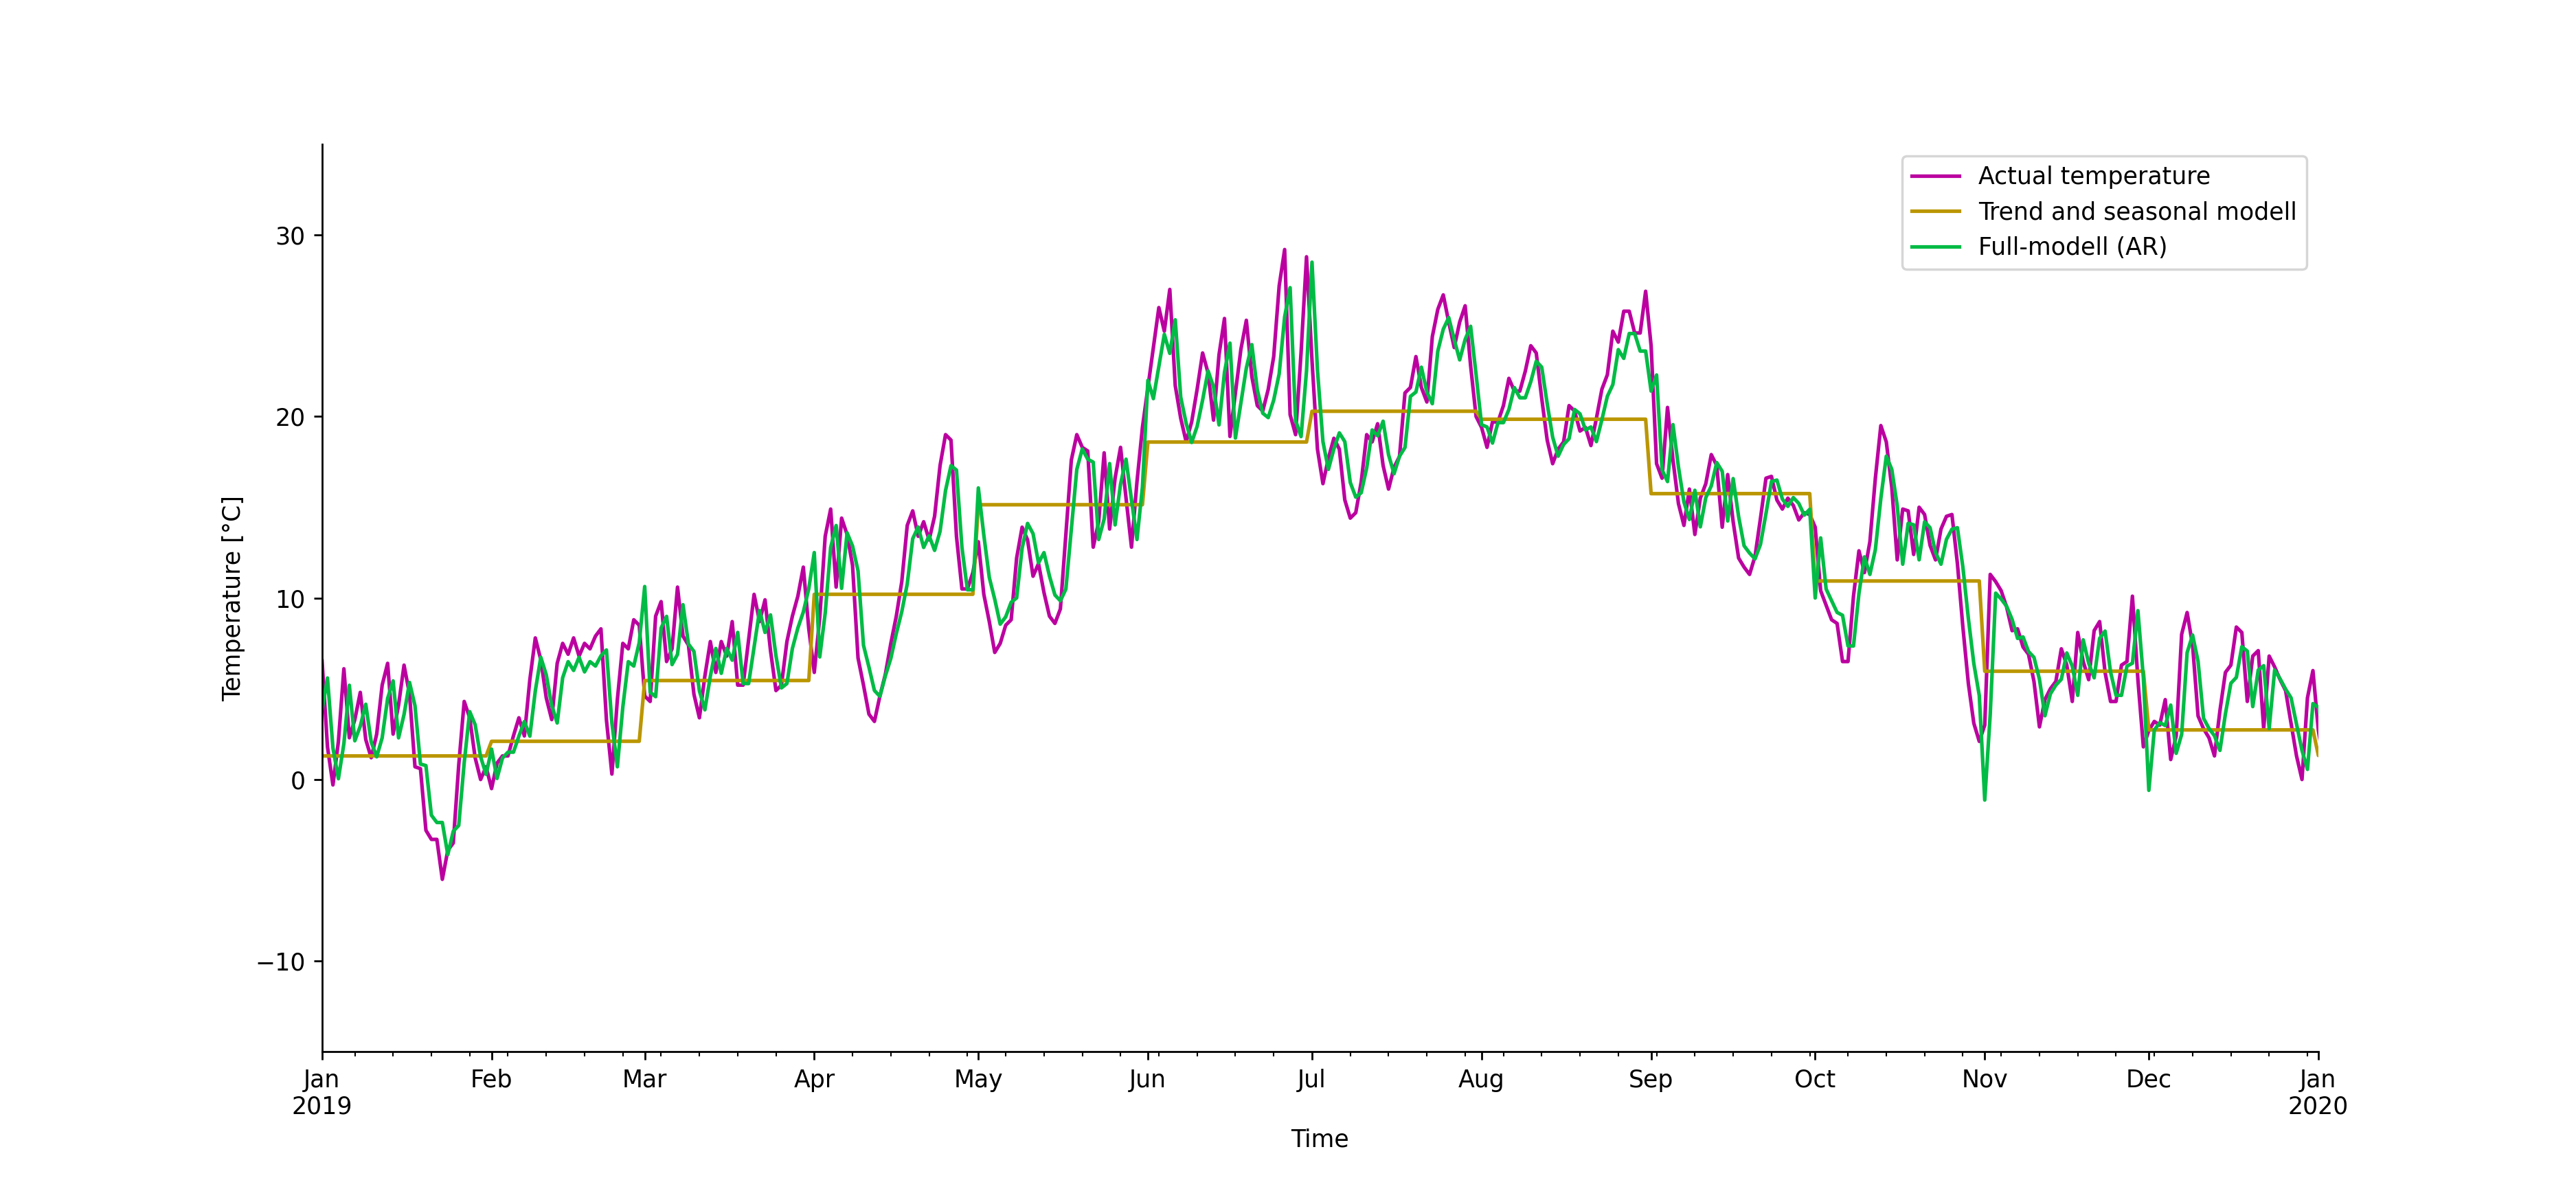 Actual temperature
Trend and seasonal modell
Full-modell (AR)
30
20
10
0
−10
Temperature [°C]
Jan Feb Mar Apr May Jun Jul Aug Sep Oct Nov Dec Jan
2019 2020
Time